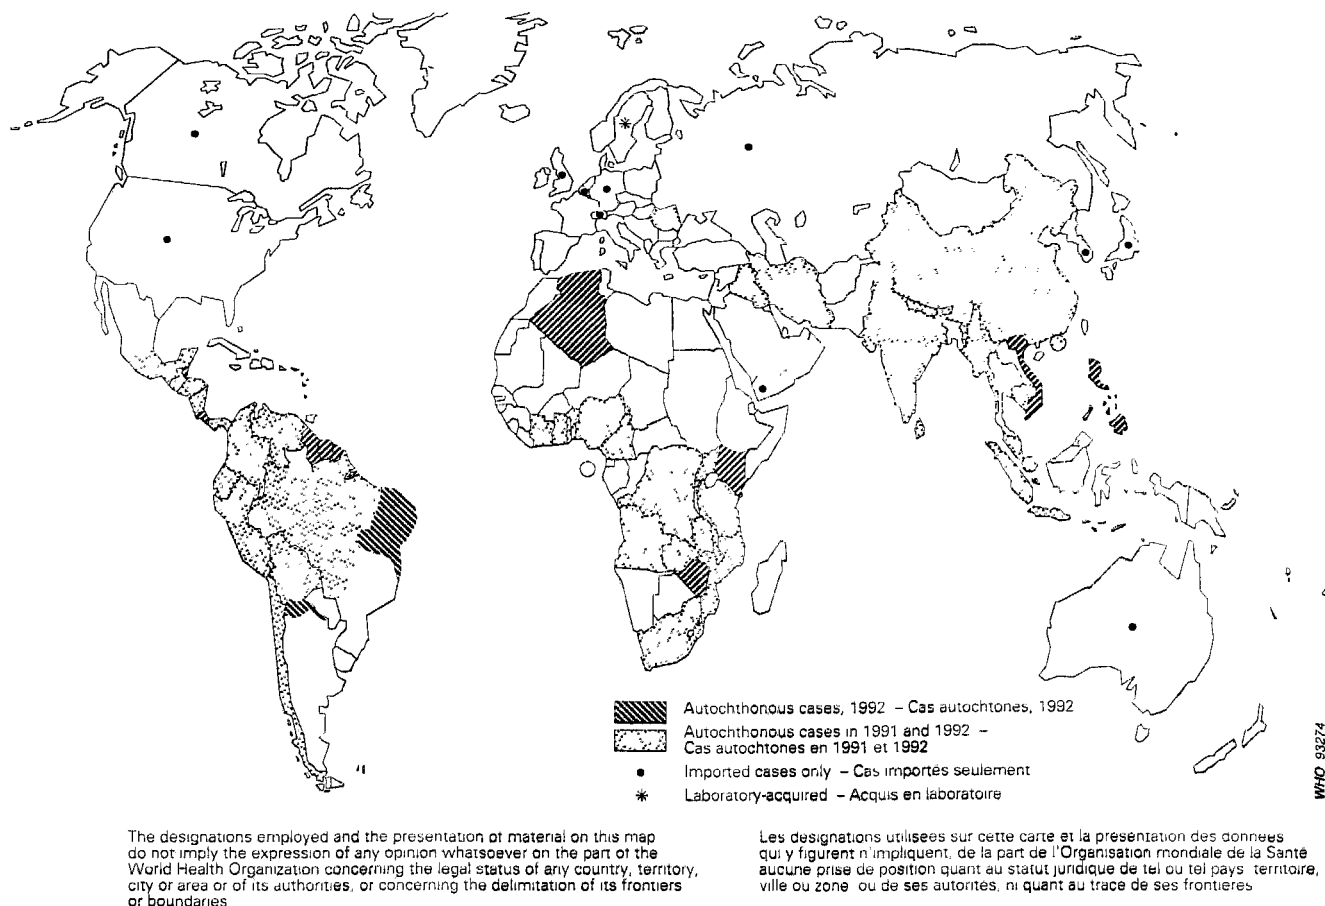 Autochthonous cases, 1992 – Cas autochtones, 1992
Autochthonous cases in 1991 and 1992 –
Cas autochtones en 1991 et 1992
Imported cases only – Cas importés seulement
Laboratory-acquired – Acquis en laboratoire
WHO 93274
The designations employed and the presentation of material on this map
do not imply the expression of any opinion whatsoever on the part of the
World Health Organization concerning the legal status of any country, territory,
city or area or of its authorities, or concerning the delimitation of its frontiers
or boundaries
Les désignations utilisées sur cette carte et la présentation des données
qui y figurent n'impliquent, de la part de l'Organisation mondiale de la Santé
aucune prise de position quant au statut juridique de tel ou tel pays territoire,
ville ou zone ou de ses autorités, ni quant au tracé de ses frontières